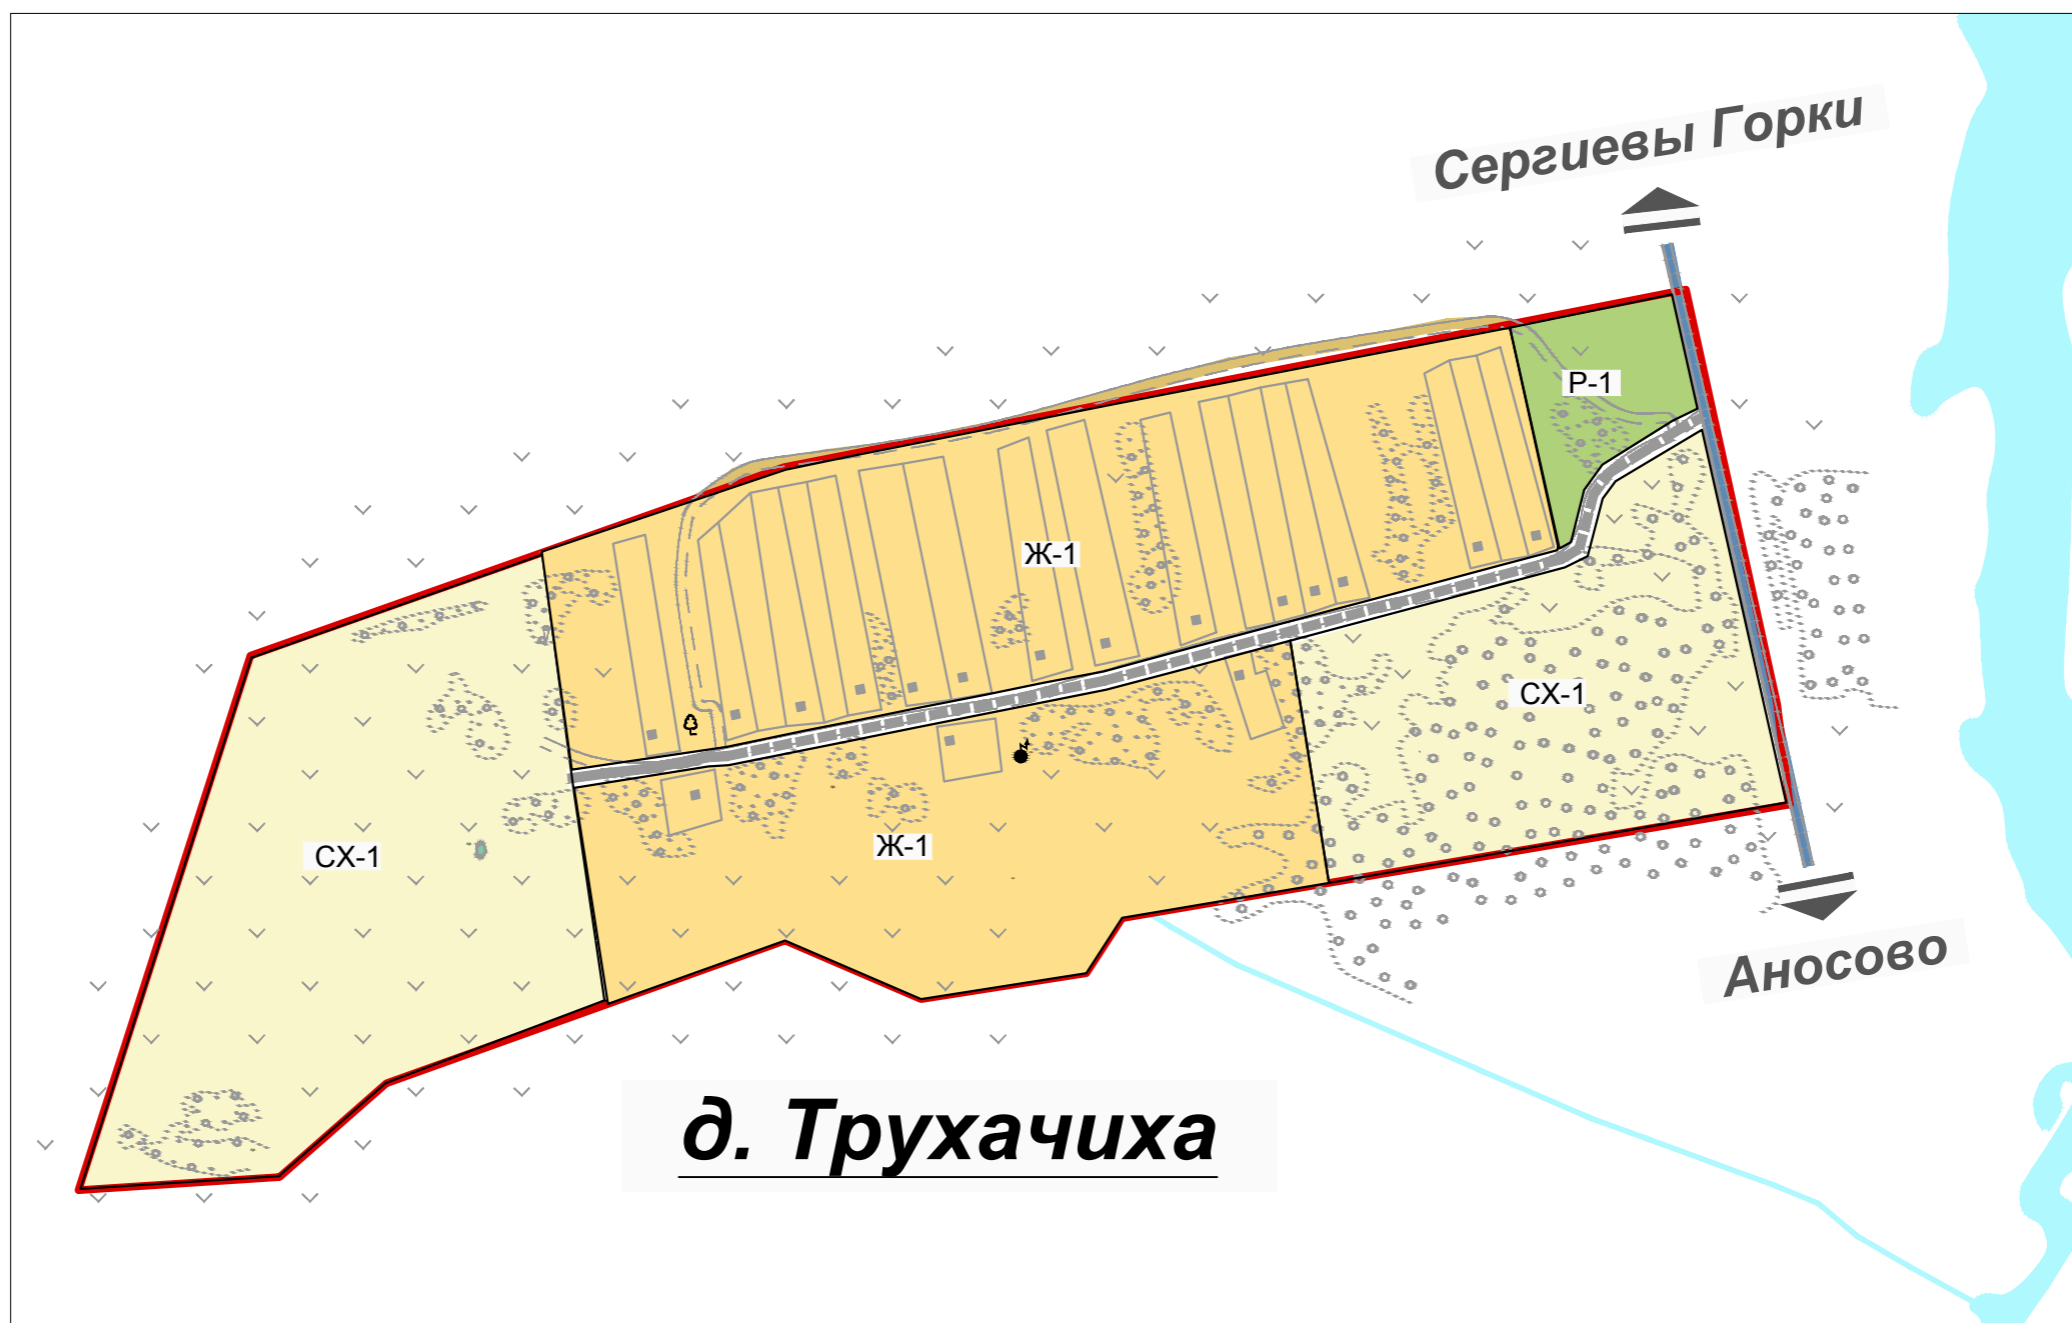 Сергиевы Горки
Р-1
Ж-1
СХ-1
Ж-1
СХ-1
Аносово
д. Трухачиха